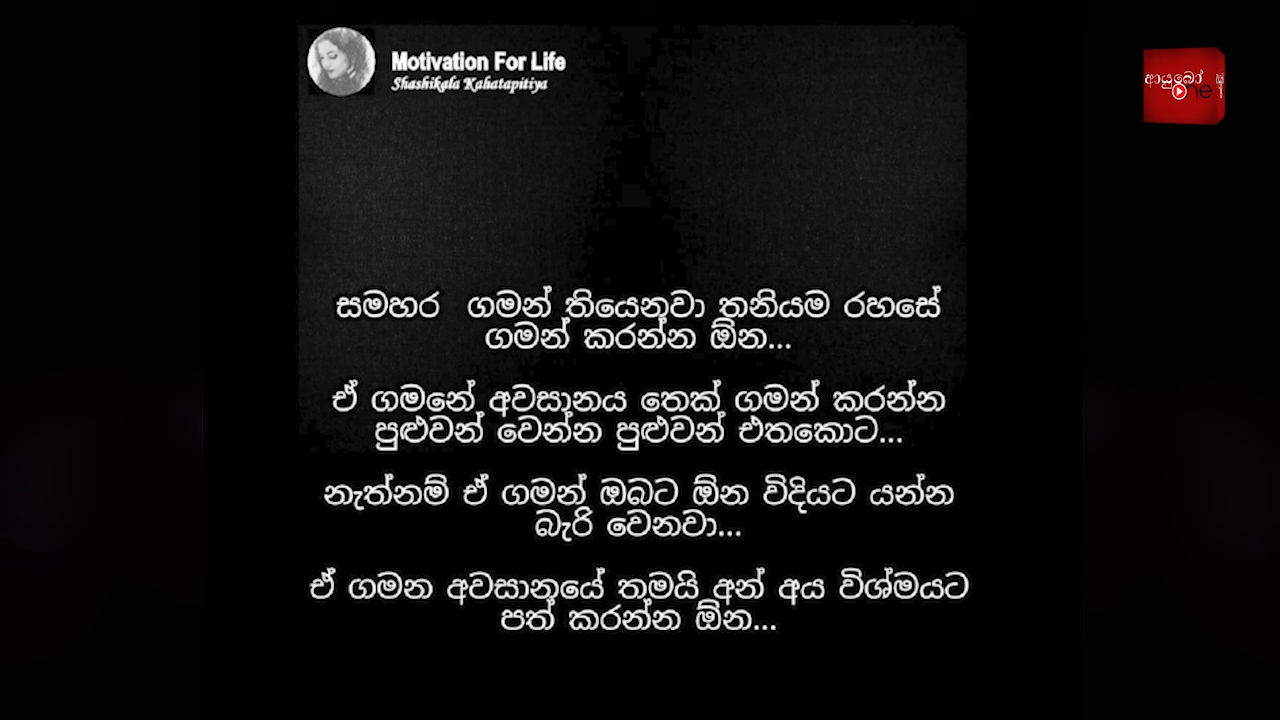 Motivation For Life
Shashikala Kahatapitiya
ආයුබෝ
One
සමහර ගමන් තියෙනවා තනියම රහසේ
ගමන් කරන්න ඕන...
ඒ ගමනේ අවසානය තෙක් ගමන් කරන්න
පුළුවන් වෙන්න පුළුවන් එතකොට...
නැත්නම් ඒ ගමන් ඔබට ඕන විදියට යන්න
බැරි වෙනවා...
ඒ ගමන අවසානයේ තමයි අන් අය විශ්මයට
පත් කරන්න ඕන...